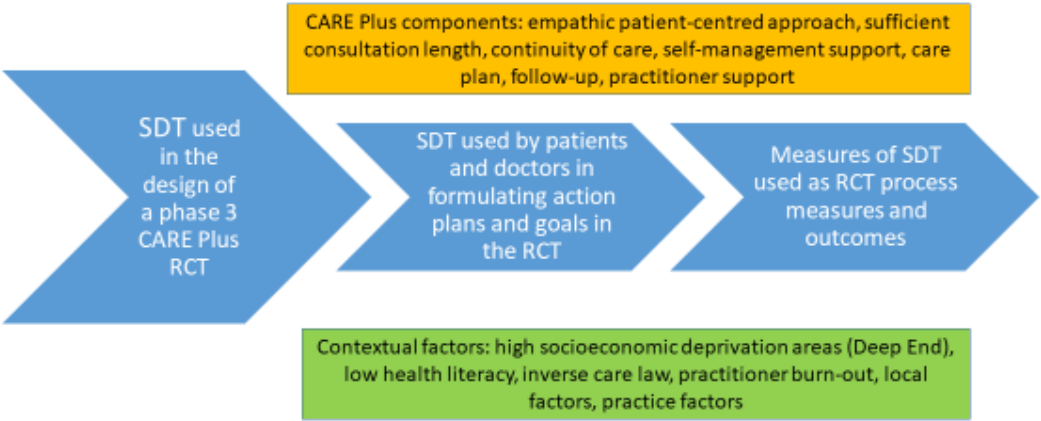 CARE Plus components: empathic patient-centred approach, sufficient
consultation length, continuity of care, self-management support, care
plan, follow-up, practitioner support
SDT used
in the
design of
a phase 3
CARE Plus
RCT
SDT used by patients
and doctors in
formulating action
plans and goals in
the RCT
Measures of SDT
used as RCT process
measures and
outcomes
Contextual factors: high socioeconomic deprivation areas (Deep End),
low health literacy, inverse care law, practitioner burn-out, local
factors, practice factors